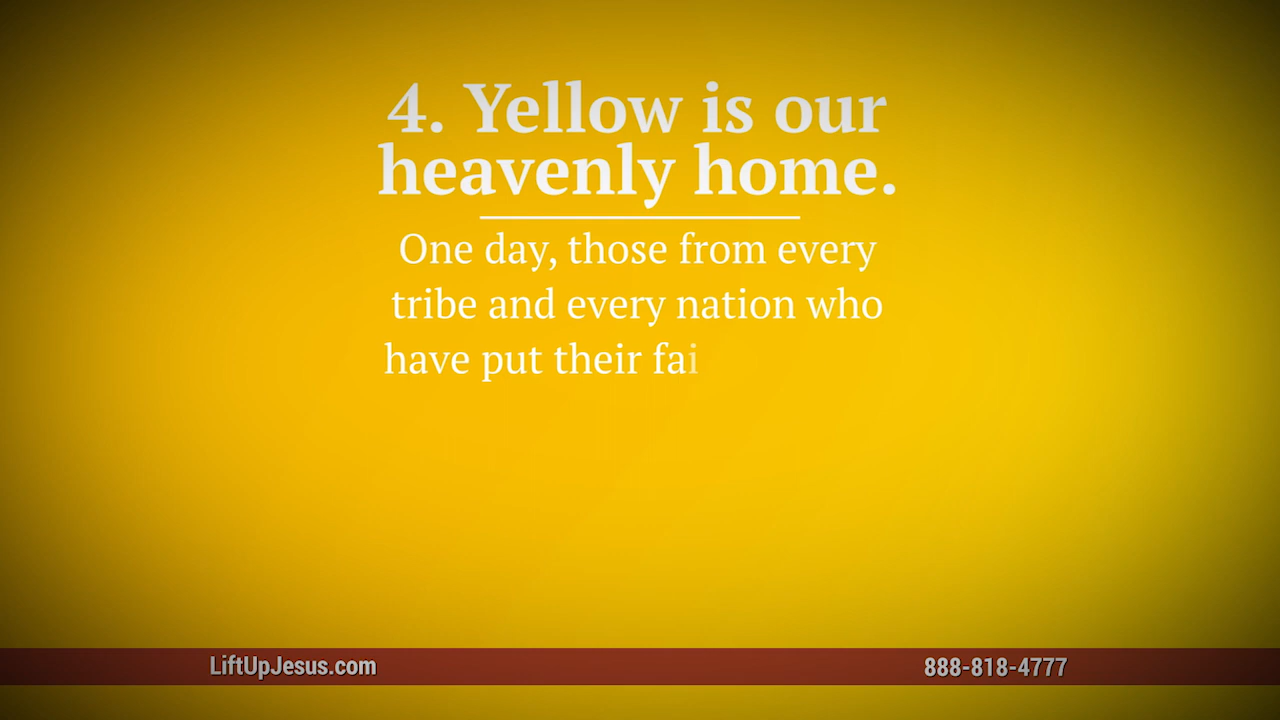 4. Yellow is our
heavenly home.
One day, those from every
tribe and every nation who
have put their fai
LiftUpJesus.com
888-818-4777